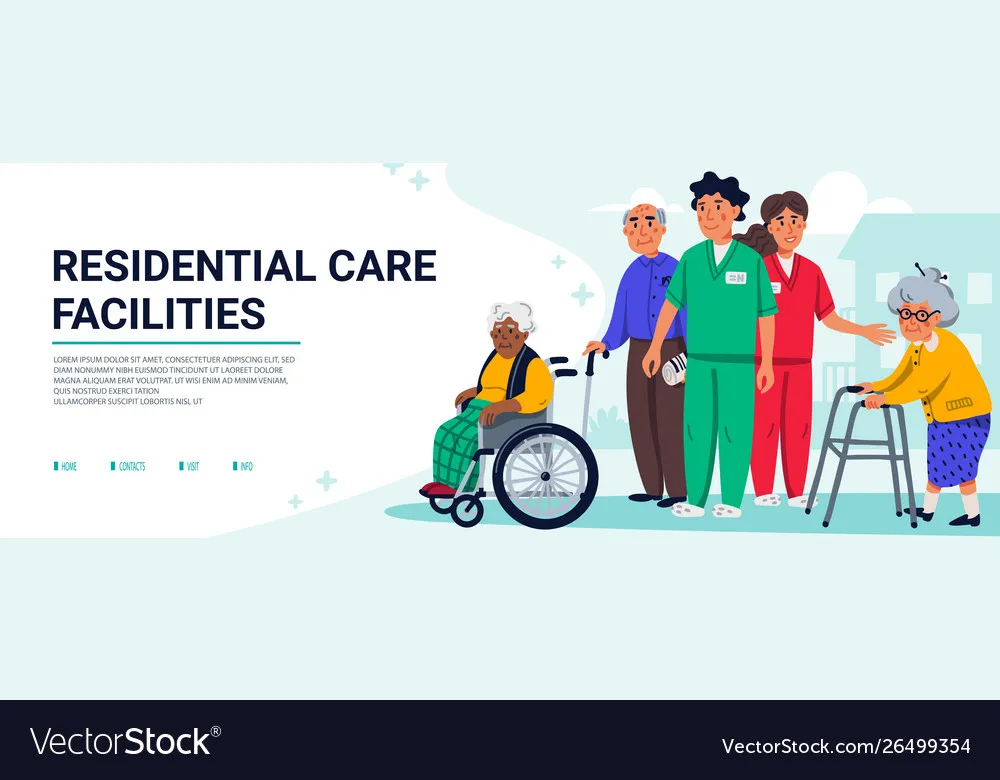 RESIDENTIAL CARE
FACILITIES
LOREM IPSUM DOLOR SIT AMET, CONSECTETUER ADIPISCING ELIT, SED
DIAM NONUMMY NIBH EUISMOD TINCIDUNT UT LAOREET DOLORE
MAGNA ALIQUAM ERAT VOLUTPAT. UT WISI ENIM AD MINIM VENIAM,
QUIS NOSTRUD EXERCI TATION
ULLAMCORPER SUSCIPIT LOBORTIS NISL UT
HOME CONTACTS VISIT INFO
N
VectorStock®
VectorStock.com/26499354